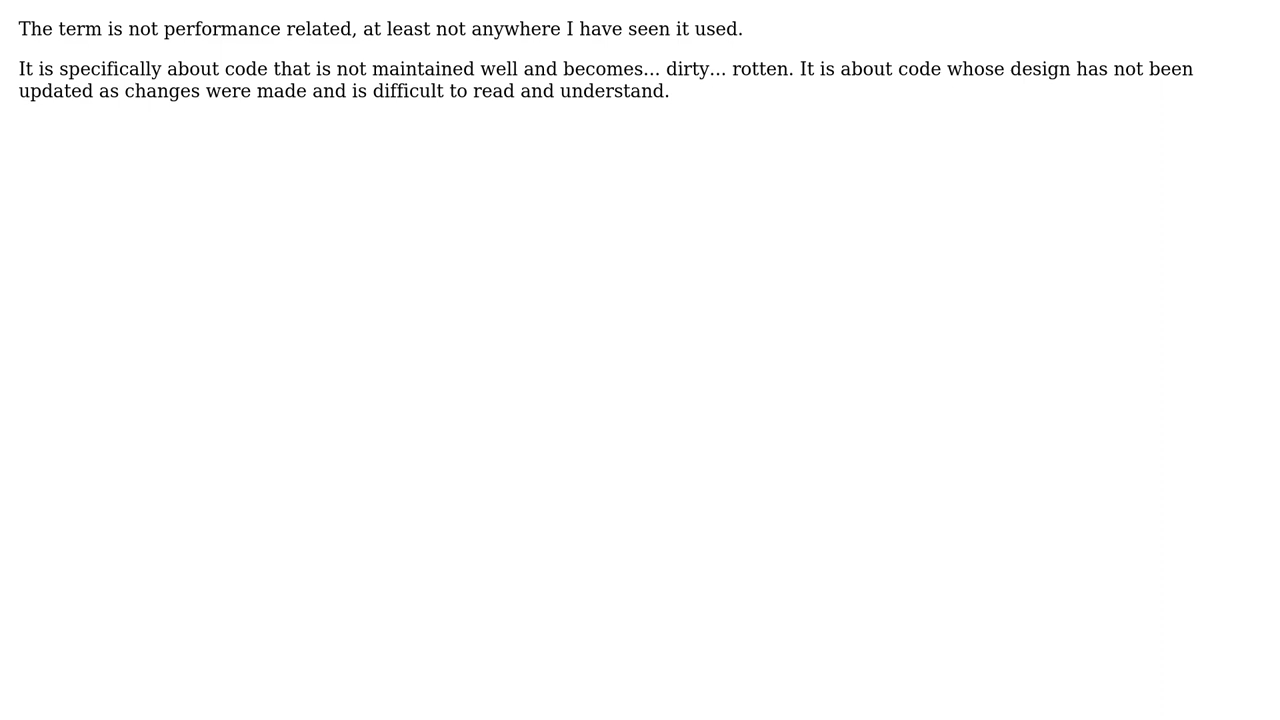 The term is not performance related, at least not anywhere I have seen it used.
It is specifically about code that is not maintained well and becomes... dirty... rotten. It is about code whose design has not been
updated as changes were made and is difficult to read and understand.